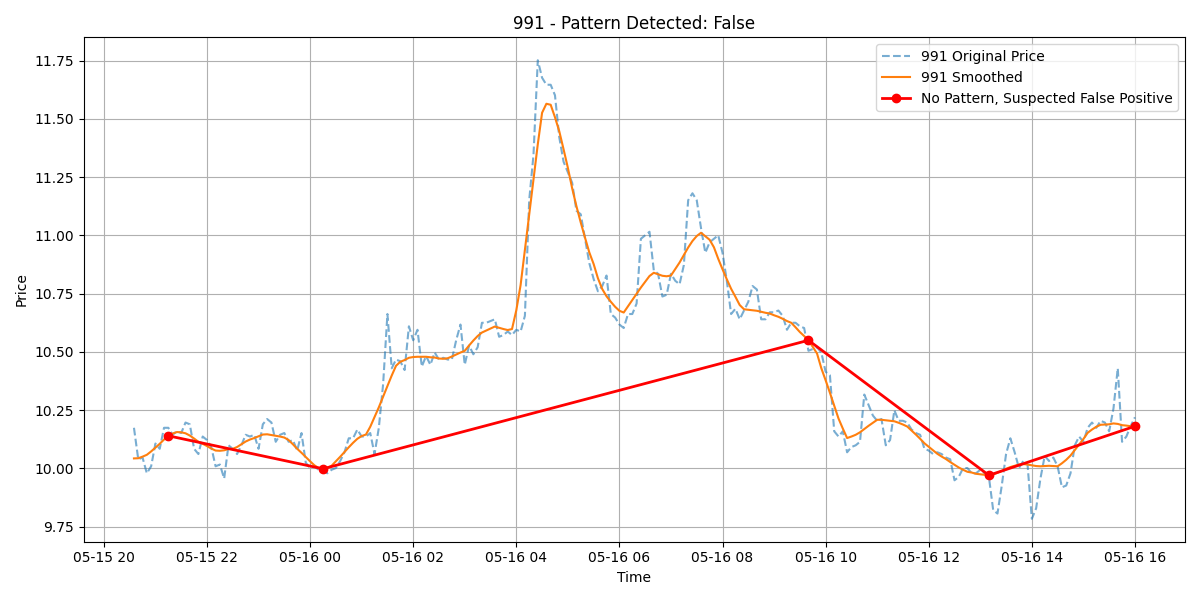 991 - Pattern Detected: False
991 Original Price
991 Smoothed
No Pattern, Suspected False Positive
Price
11.75
11.50
11.25
11.00
10.75
10.50
10.25
10.00
9.75
05-15 20 05-15 22 05-16 00 05-16 02 05-16 04 05-16 06 05-16 08 05-16 10 05-16 12 05-16 14 05-16 16
Time